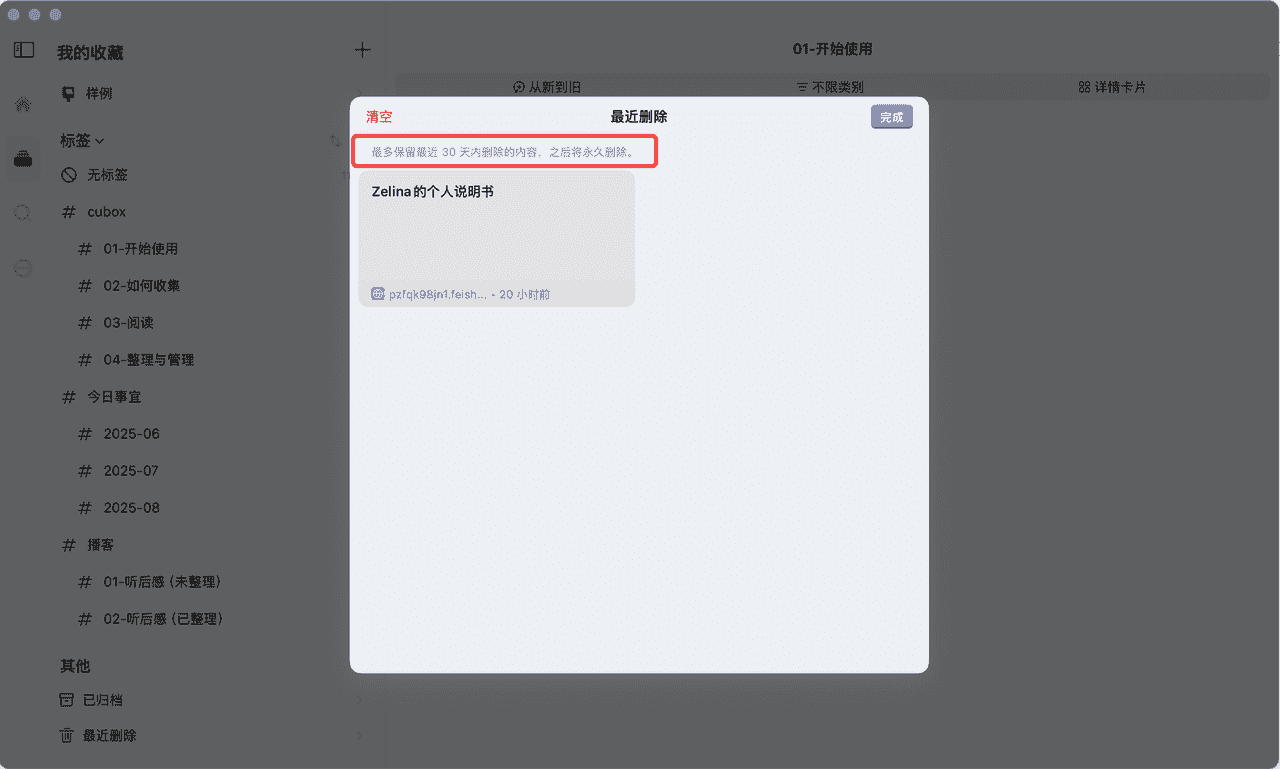 我的收藏
样例
标签
无标签
# cubox
# 01-开始使用
# 02-如何收集
# 03-阅读
# 04-整理与管理
# 今日事宜
# 2025-06
# 2025-07
# 2025-08
# 播客
# 01-听后感 (未整理)
# 02-听后感 (已整理)
其他
已归档
最近删除
01-开始使用
从新到旧
不限类别
详情卡片
清空
最近删除
完成
最多保留最近 30 天内删除的内容，之后将永久删除。
Zelina的个人说明书
pzfqk98jn1.feish... · 20 小时前